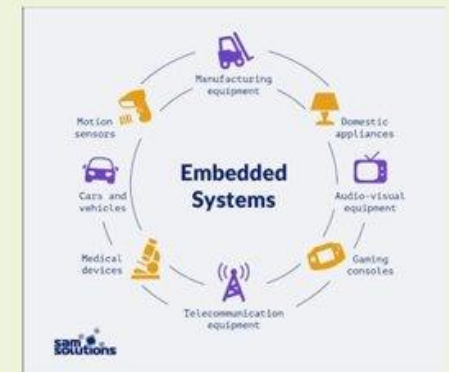 Manufacturing
equipment
Motion
sensors
Domestic
appliances
Embedded
Systems
Cars and
vehicles
Audio-visual
equipment
Medical
devices
Gaming
consoles
Telecommunication
equipment
sam
solutions